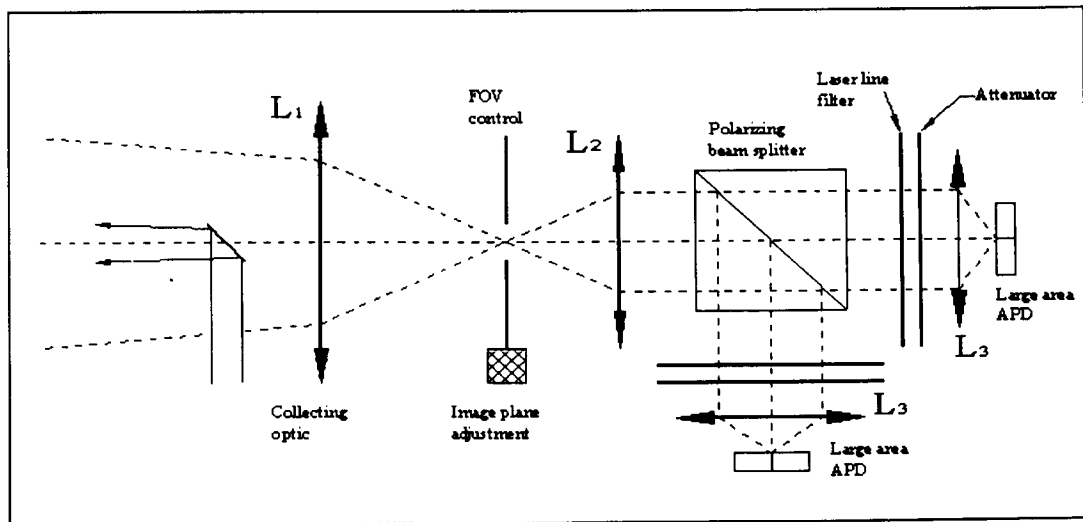 L1
FOV
control
L2
Polarizing
beam splitter
Laser line
filter
Attenuator
Large area
APD
L3
Collecting
optic
Image plane
adjustment
L3
Large area
APD